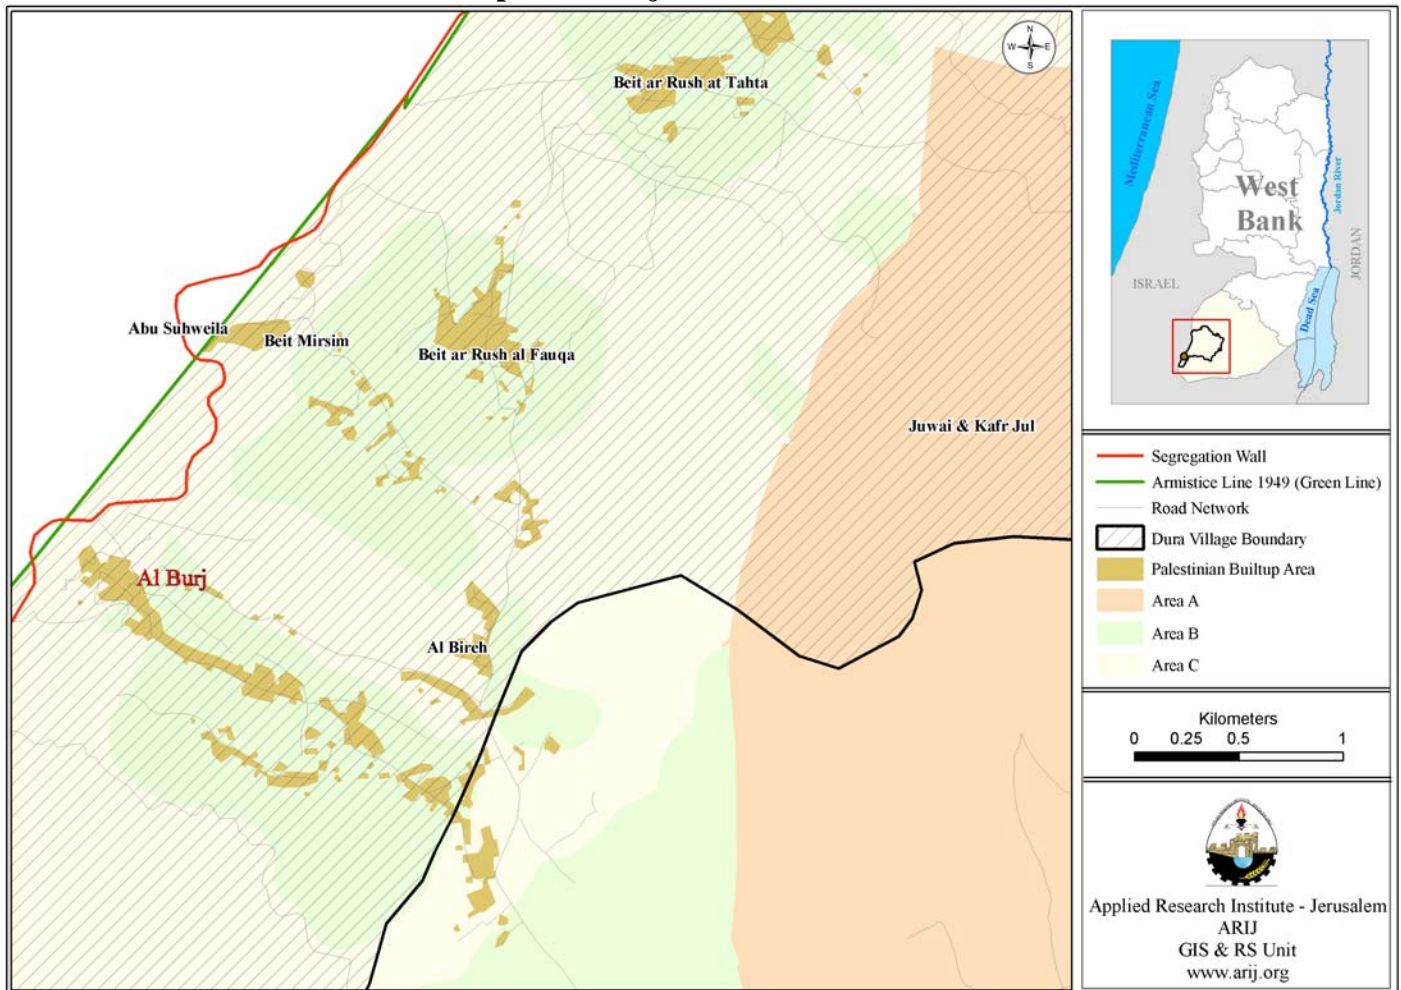 Beit ar Rush at Tahta
Abu Suhweila
Beit Mirsim
Beit ar Rush al Fauqa
Juwai & Kafr Jul
Al Burj
Al Bireh
N
W E
S
Mediterranean Sea
West
Bank
Jordan River
JORDAN
ISRAEL
Dead Sea
Segregation Wall
Armistice Line 1949 (Green Line)
Road Network
Dura Village Boundary
Palestinian Builtup Area
Area A
Area B
Area C
Kilometers
0 0.25 0.5 1
Applied Research Institute - Jerusalem
ARIJ
GIS & RS Unit
www.arij.org